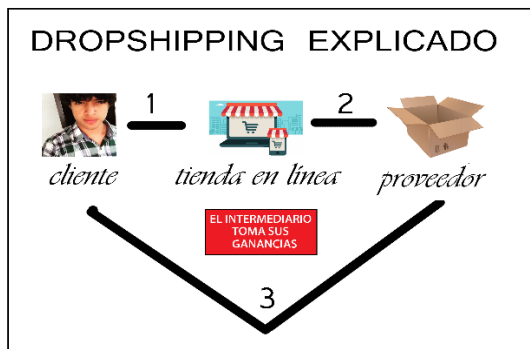 DROPSHIPPING EXPLICADO
1 2
cliente tienda en línea proveedor
EL INTERMEDIARIO
TOMA SUS
GANANCIAS
3